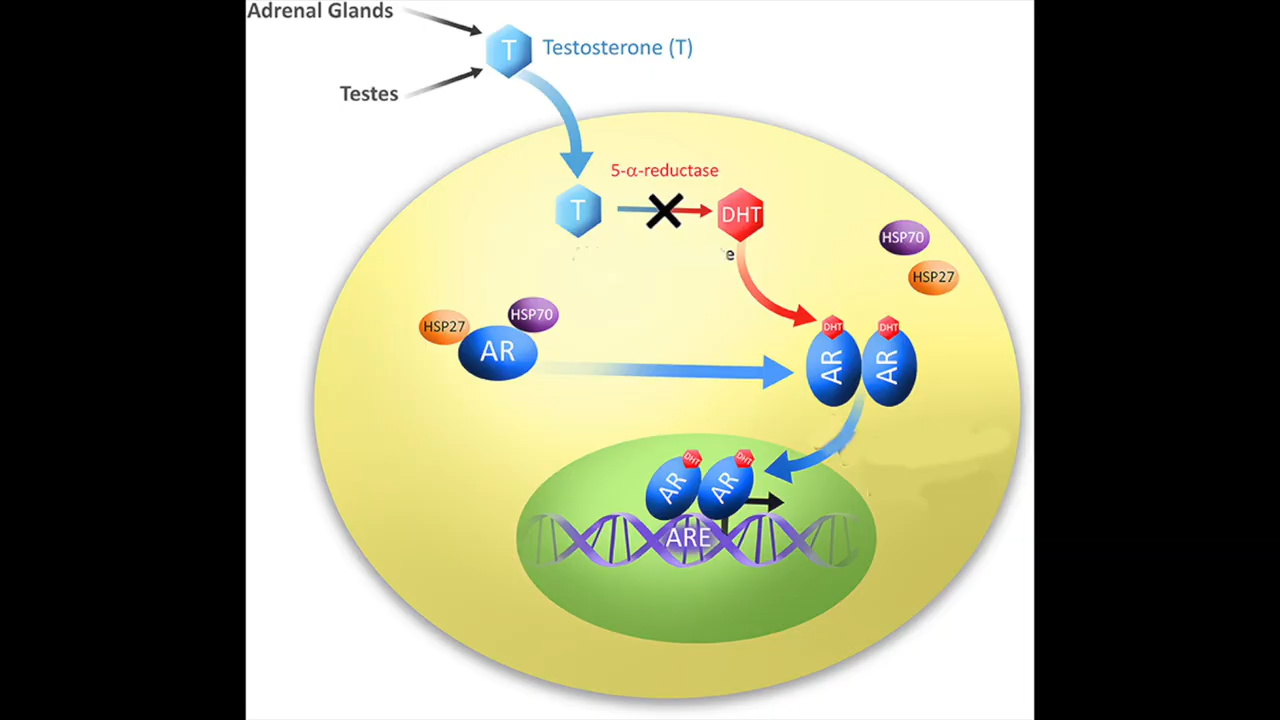 Adrenal Glands
T
Testosterone (T)
Testes
5-α-reductase
T
DHT
e
HSP70
HSP27
HSP27
HSP70
AR
DHT
DHT
AR
AR
DHT
DHT
AR
AR
ARE